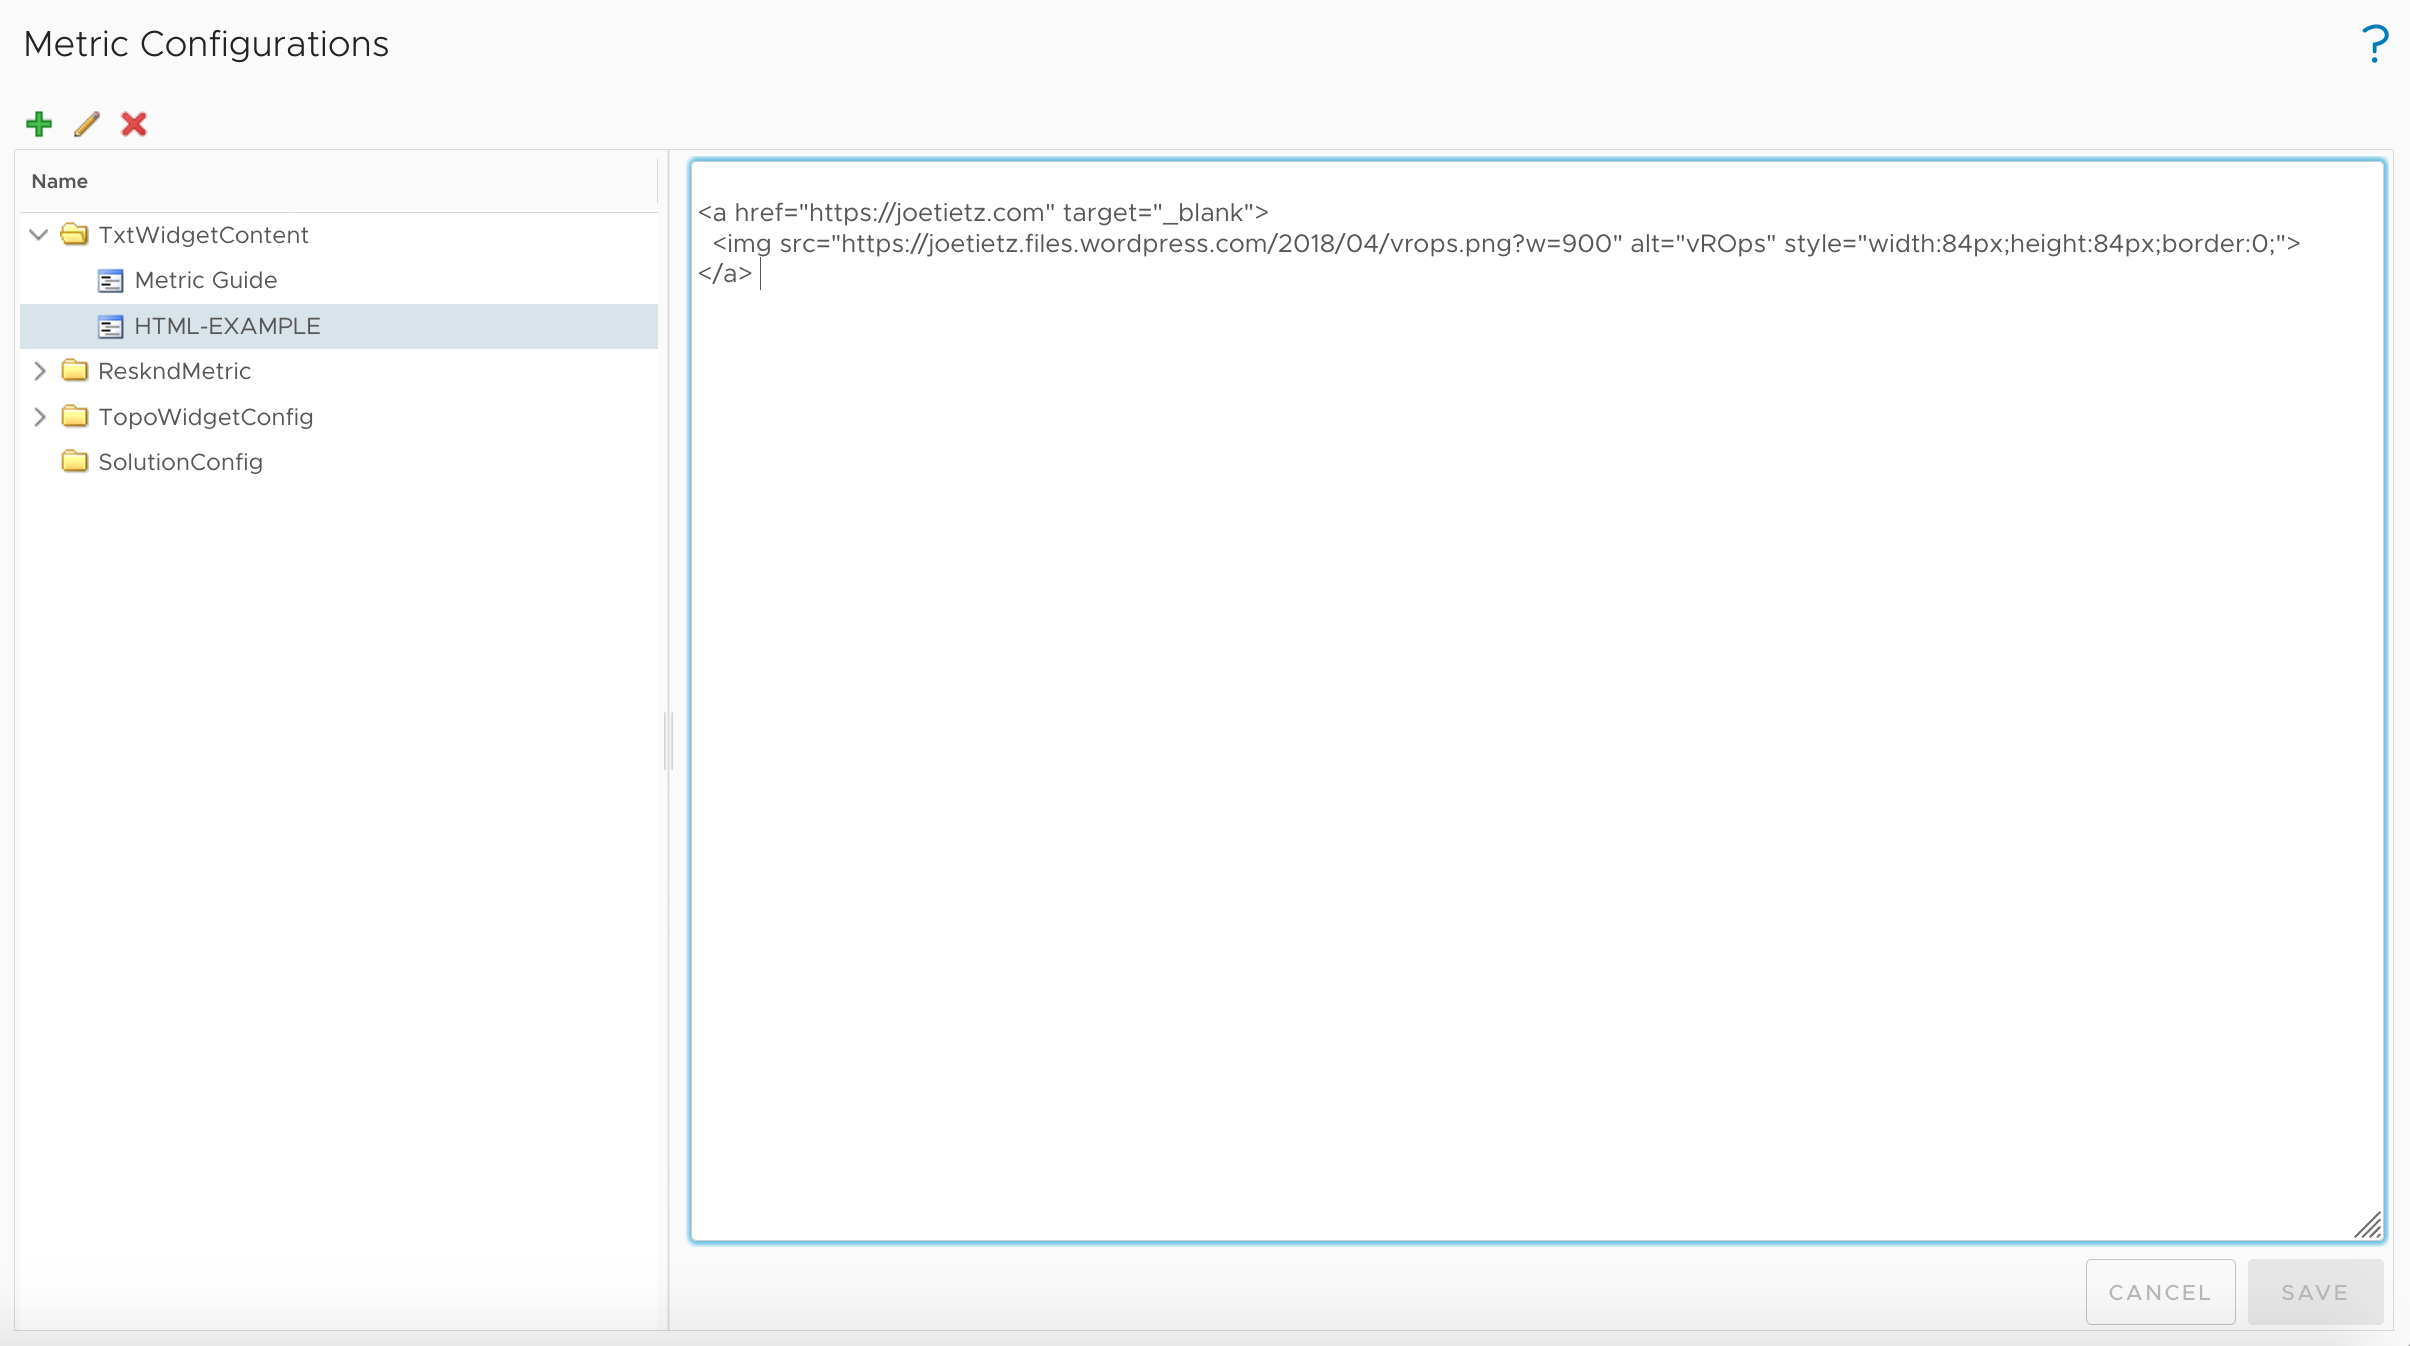 Metric Configurations
?
Name
TxtWidgetContent
Metric Guide
HTML-EXAMPLE
ReskndMetric
TopoWidgetConfig
SolutionConfig
<a href="https://joetietz.com" target="_blank">
  <img src="https://joetietz.files.wordpress.com/2018/04/vrops.png?w=900" alt="vROps" style="width:84px;height:84px;border:0;">
</a>
CANCEL
SAVE